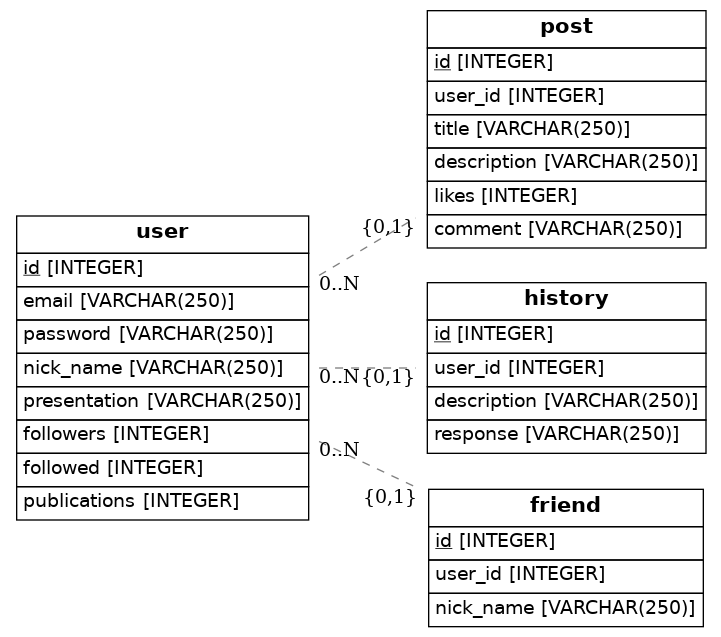 post
id [INTEGER]
user_id [INTEGER]
title [VARCHAR(250)]
description [VARCHAR(250)]
likes [INTEGER]
comment [VARCHAR(250)]
user
id [INTEGER]
email [VARCHAR(250)]
password [VARCHAR(250)]
nick_name [VARCHAR(250)]
presentation [VARCHAR(250)]
followers [INTEGER]
followed [INTEGER]
publications [INTEGER]
{0,1}
0..N
0..N{0,1}
0..N
{0,1}
history
id [INTEGER]
user_id [INTEGER]
description [VARCHAR(250)]
response [VARCHAR(250)]
friend
id [INTEGER]
user_id [INTEGER]
nick_name [VARCHAR(250)]